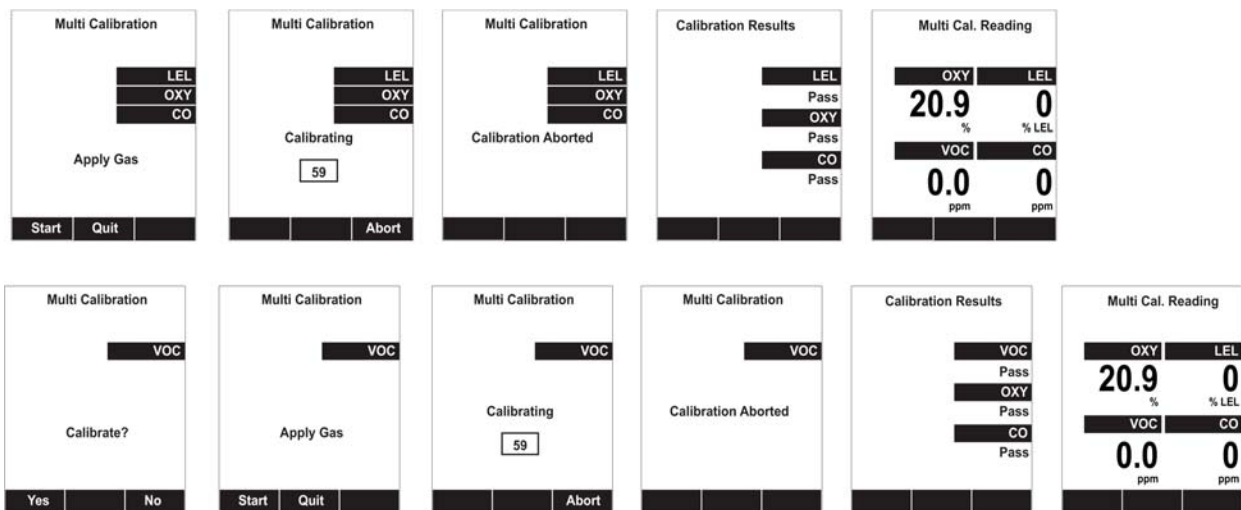 Multi Calibration
LEL
OXY
CO
Apply Gas
Start Quit
Multi Calibration
LEL
OXY
CO
Calibrating
59
Abort
Multi Calibration
LEL
OXY
CO
Calibration Aborted
Calibration Results
LEL
Pass
OXY
Pass
CO
Pass
Multi Cal. Reading
OXY LEL
20.9 0
% % LEL
VOC CO
0.0 0
ppm ppm
Multi Calibration
VOC
Calibrate?
Yes No
Multi Calibration
VOC
Apply Gas
Start Quit
Multi Calibration
VOC
Calibrating
59
Abort
Multi Calibration
VOC
Calibration Aborted
Calibration Results
VOC
Pass
OXY
Pass
CO
Pass
Multi Cal. Reading
OXY LEL
20.9 0
% % LEL
VOC CO
0.0 0
ppm ppm